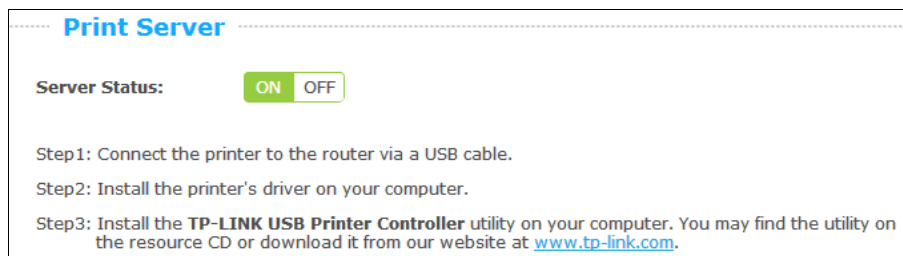 Print Server
Server Status: ON OFF
Step1: Connect the printer to the router via a USB cable.
Step2: Install the printer's driver on your computer.
Step3: Install the TP-LINK USB Printer Controller utility on your computer. You may find the utility on
the resource CD or download it from our website at www.tp-link.com.